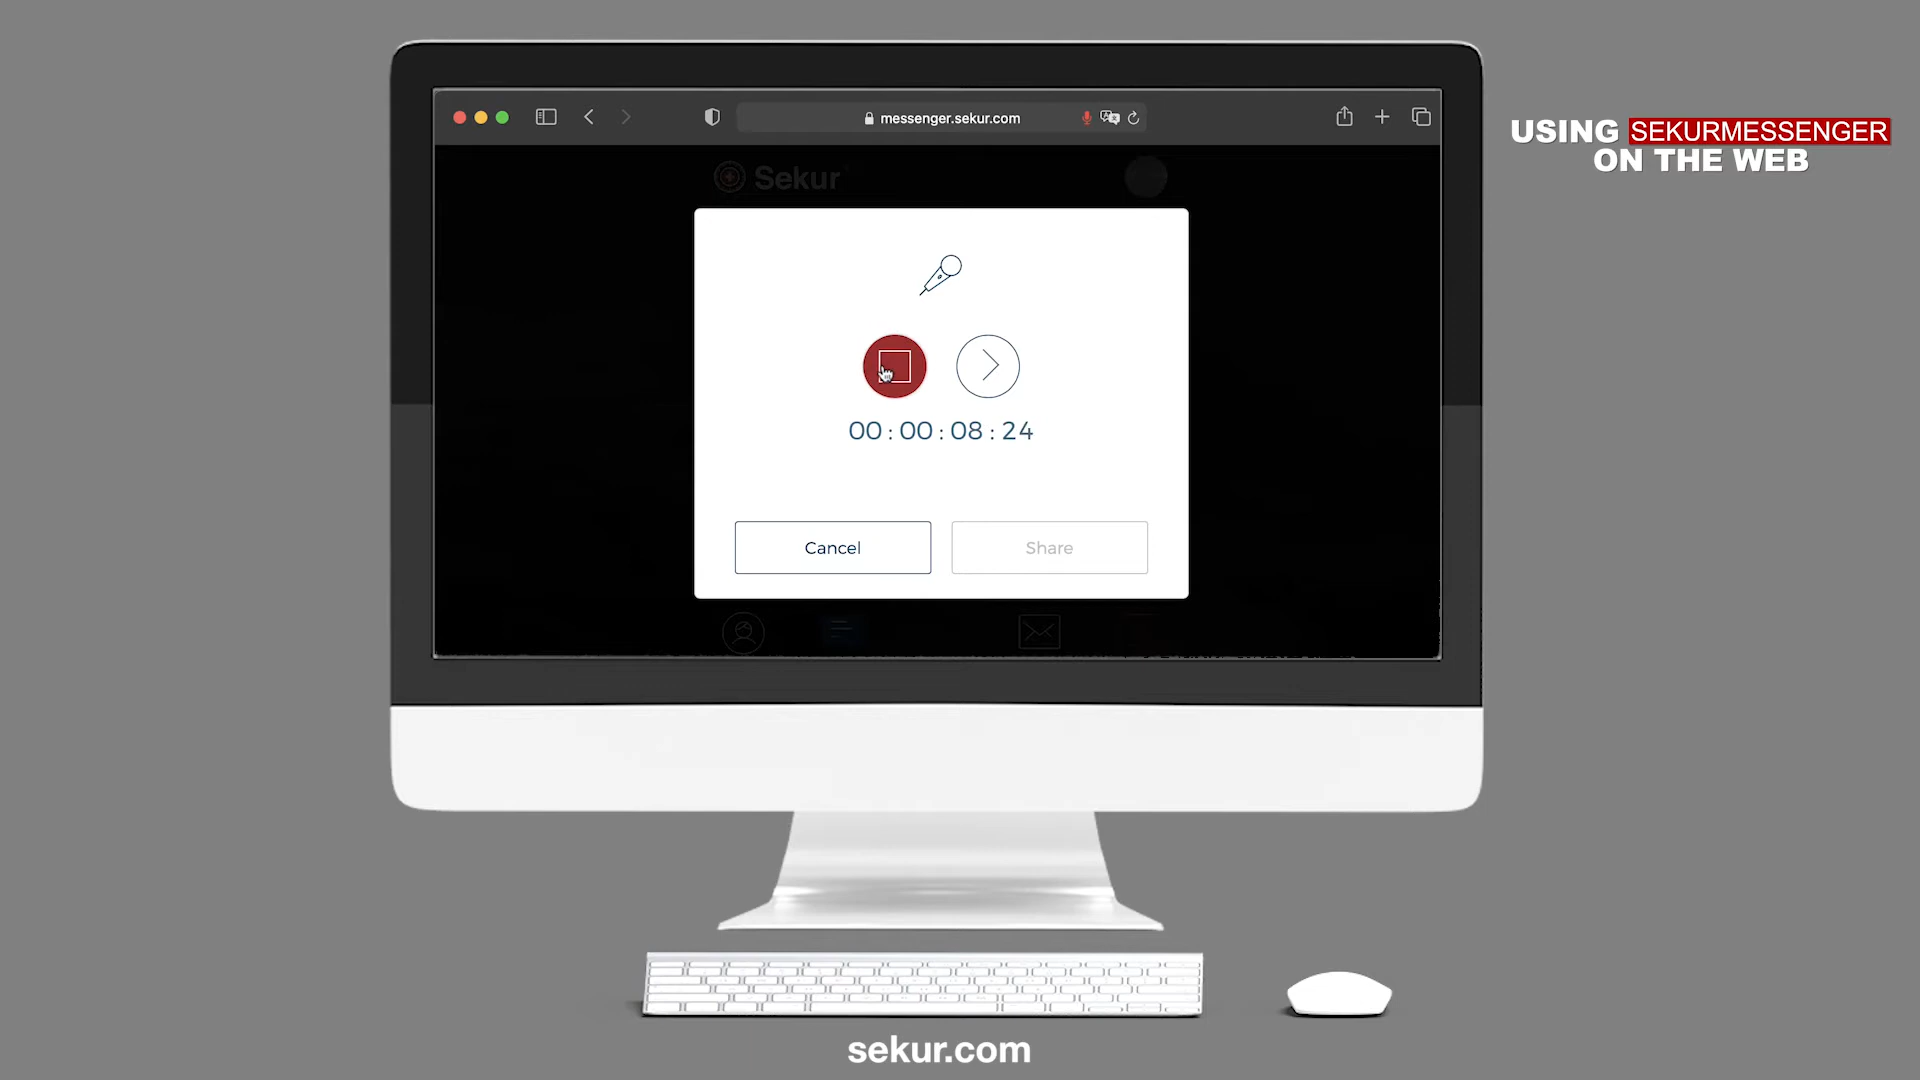 messenger.sekur.com
USING SEKURMESSENGER
ON THE WEB
Sekur
00 : 00 : 08 : 24
Cancel
Share
sekur.com